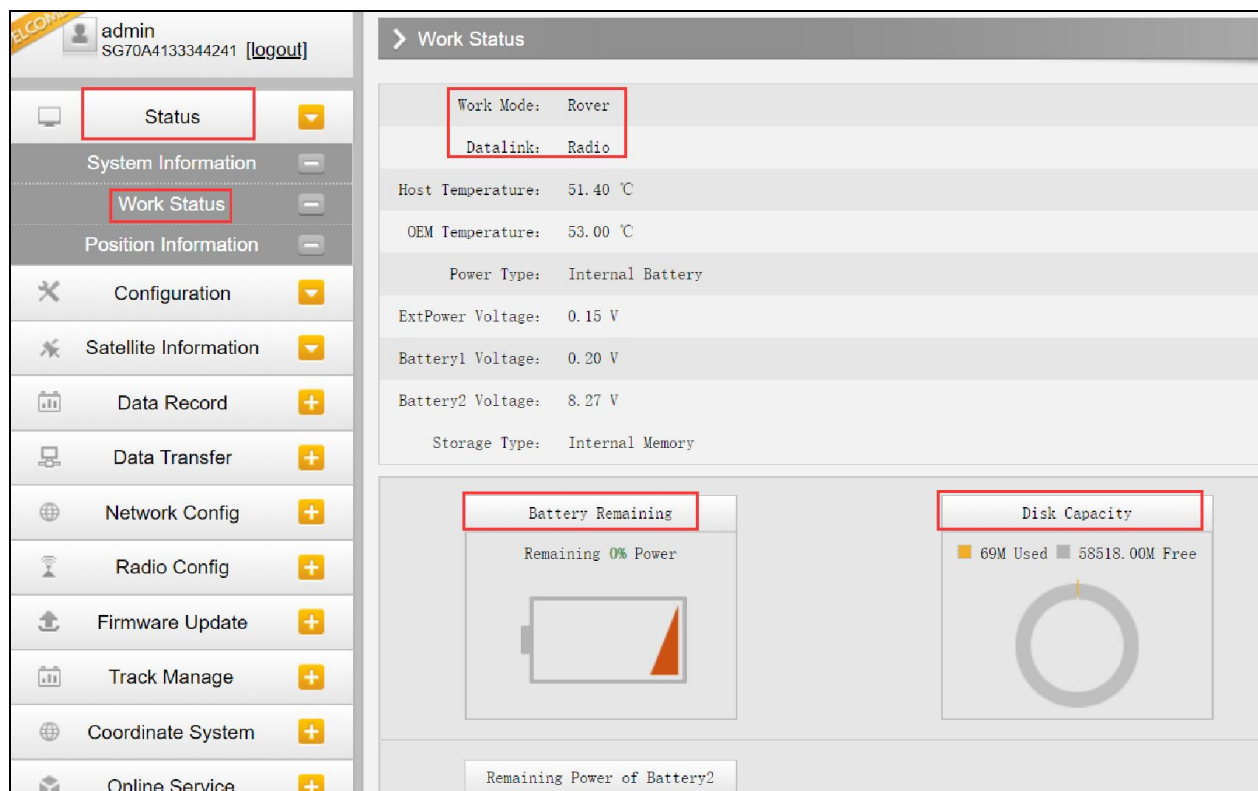 ELCOME
admin
SG70A4133344241 [logout]
Status
System Information
Work Status
Position Information
Configuration
Satellite Information
Data Record
Data Transfer
Network Config
Radio Config
Firmware Update
Track Manage
Coordinate System
Online Service
Work Status
Work Mode: Rover
Datalink: Radio
Host Temperature: 51.40 ℃
OEM Temperature: 53.00 ℃
Power Type: Internal Battery
ExtPower Voltage: 0.15 V
Battery1 Voltage: 0.20 V
Battery2 Voltage: 8.27 V
Storage Type: Internal Memory
Battery Remaining
Remaining 0% Power
Disk Capacity
69M Used 58518.00M Free
Remaining Power of Battery2